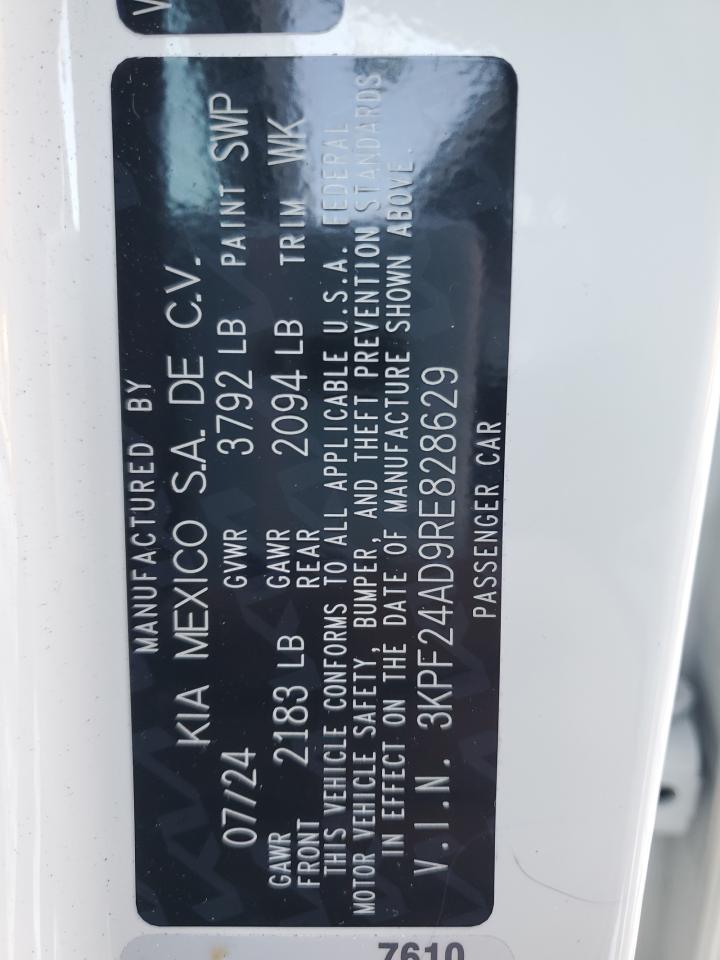 MANUFACTURED BY
KIA MEXICO S.A. DE C.V.
07/24 GVWR 3792 LB PAINT SWP
GAWR FRONT 2183 LB GAWR REAR 2094 LB TRIM WK
THIS VEHICLE CONFORMS TO ALL APPLICABLE U.S.A. FEDERAL
MOTOR VEHICLE SAFETY, BUMPER, AND THEFT PREVENTION STANDARDS
IN EFFECT ON THE DATE OF MANUFACTURE SHOWN ABOVE.
V.I.N. 3KPF24AD9RE828629
PASSENGER CAR
7610